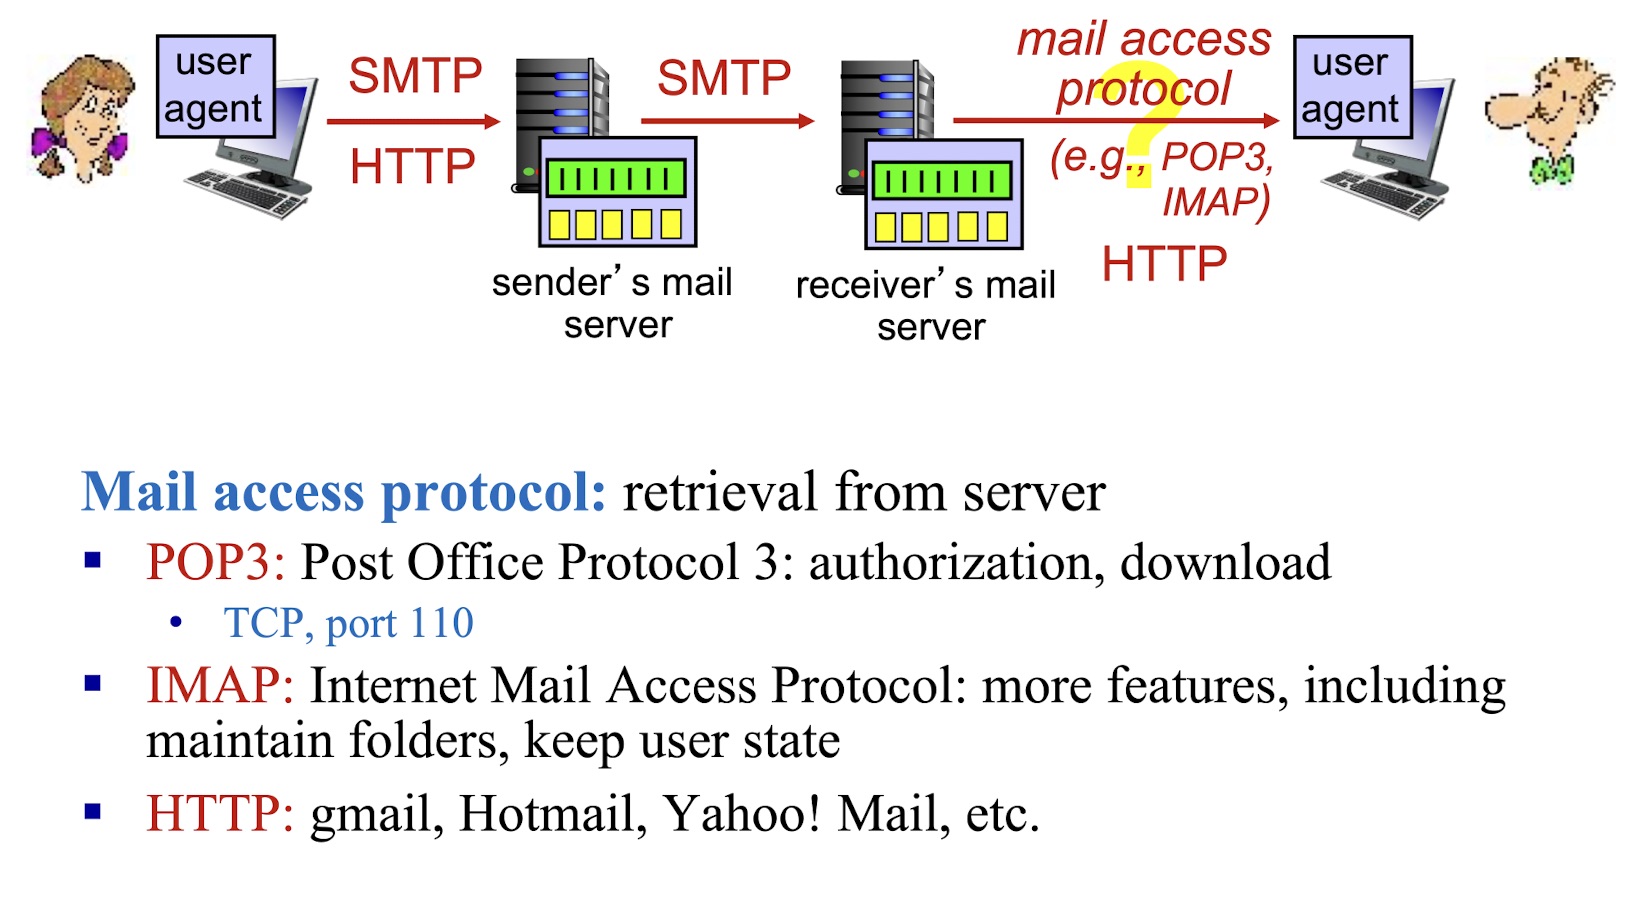 user
agent
SMTP
HTTP
SMTP
mail access
protocol
?
(e.g., POP3,
IMAP)
HTTP
user
agent
sender’s mail
server
receiver’s mail
server
Mail access protocol: retrieval from server
▪ POP3: Post Office Protocol 3: authorization, download
• TCP, port 110
▪ IMAP: Internet Mail Access Protocol: more features, including
maintain folders, keep user state
▪ HTTP: gmail, Hotmail, Yahoo! Mail, etc.